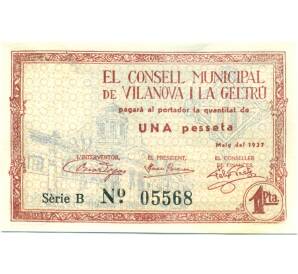 EL CONSELL MUNICIPAL
DE VILANOVA I LA GELTRÚ
pagarà al portador la quantitat de
UNA pesseta
Maig del 1937
L'INTERVENTOR, EL PRESIDENT, EL CONSELLER
DE FINANCES,
Sèrie B Nº 05568
1 Pta.